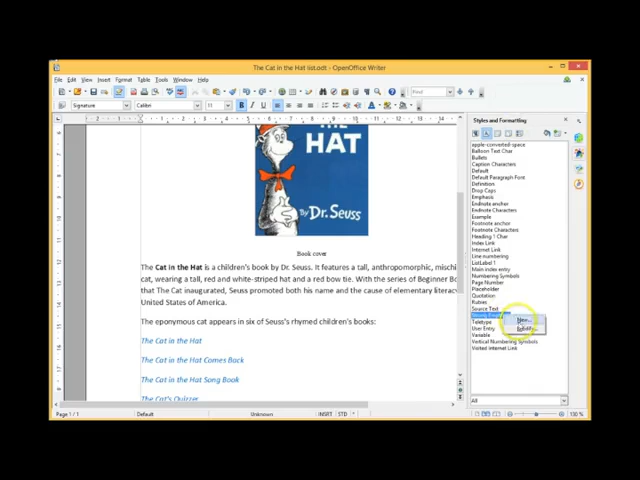 The Cat in the Hat list.odt - OpenOffice Writer
File Edit View Insert Format Table Tools Window Help
Find
Signature Calibri 11
Styles and Formatting
apple-converted-space
Balloon Text Char
Bullets
Caption Characters
Default
Default Paragraph Font
Definition
Drop Caps
Emphasis
Endnote anchor
Endnote Characters
Example
Footnote anchor
Footnote Characters
Heading 1 Char
Index Link
Internet Link
Line numbering
ListLabel 1
Main index entry
Numbering Symbols
Page Number
Placeholder
Quotation
Rubies
Source Text
New...
Teletype
User Entry
Modify...
Variable
Vertical Numbering Symbols
Visited Internet Link
All
HAT
By Dr. Seuss
Book cover
The Cat in the Hat is a children's book by Dr. Seuss. It features a tall, anthropomorphic, mischi
cat, wearing a tall, red and white-striped hat and a red bow tie. With the series of Beginner Bo
that The Cat inaugurated, Seuss promoted both his name and the cause of elementary literac
United States of America.
The eponymous cat appears in six of Seuss's rhymed children's books:
The Cat in the Hat
The Cat in the Hat Comes Back
The Cat in the Hat Song Book
The Cat's Quizzer
Page 1 / 1 Default Unknown INSRT STD 130 %